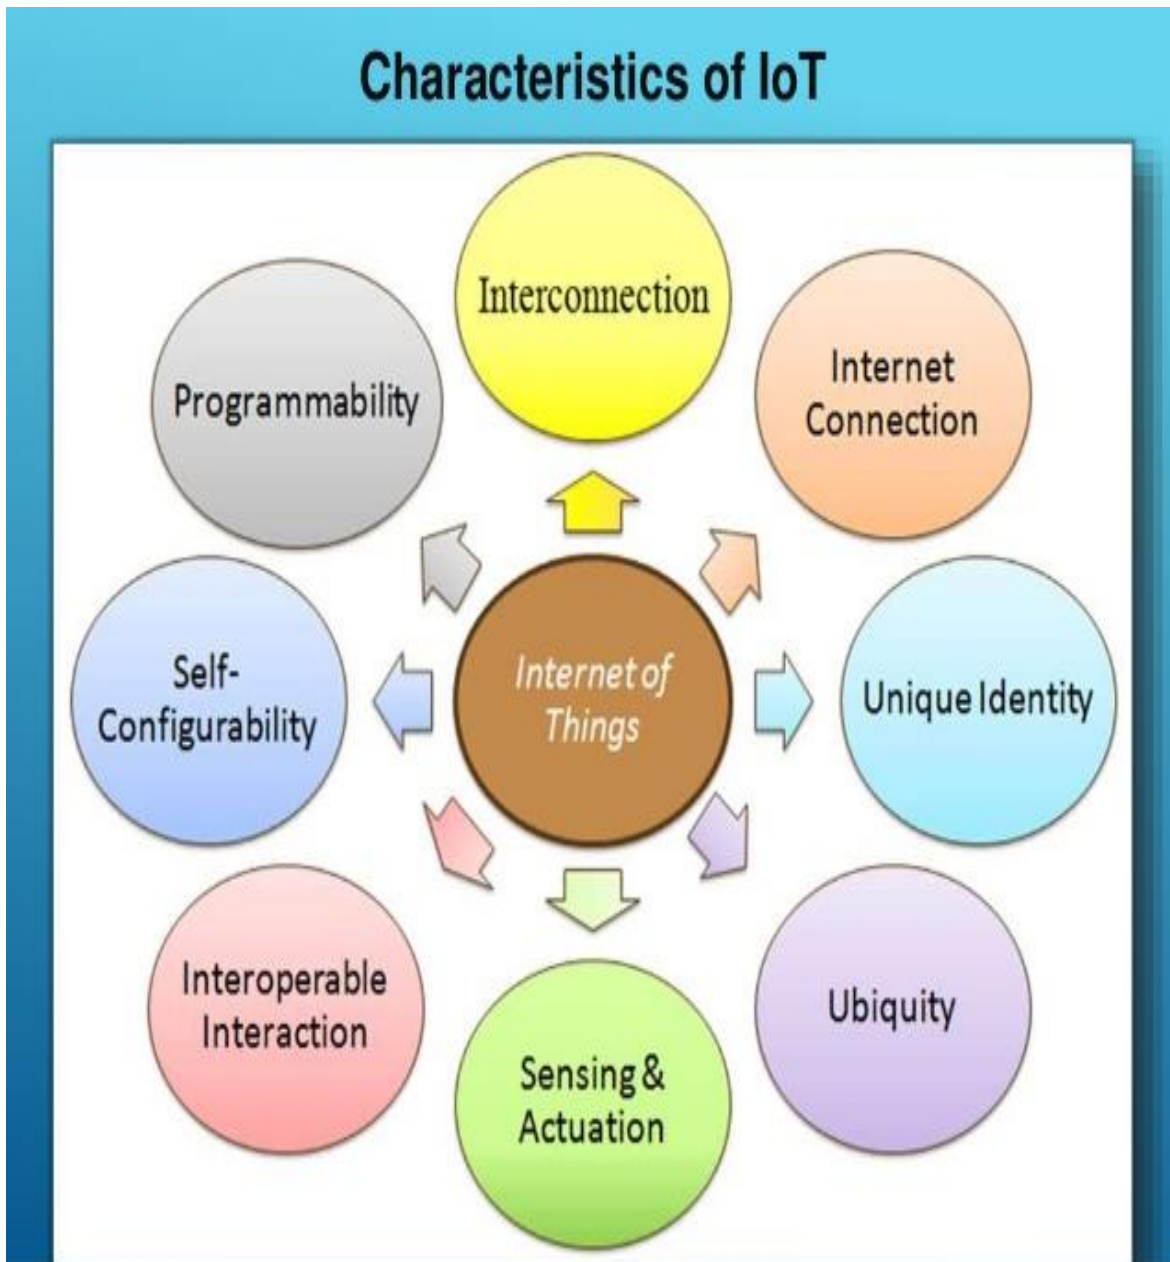 Characteristics of IoT
Interconnection
Internet
Connection
Programmability
Internet of
Things
Unique Identity
Self-
Configurability
Ubiquity
Interoperable
Interaction
Sensing &
Actuation